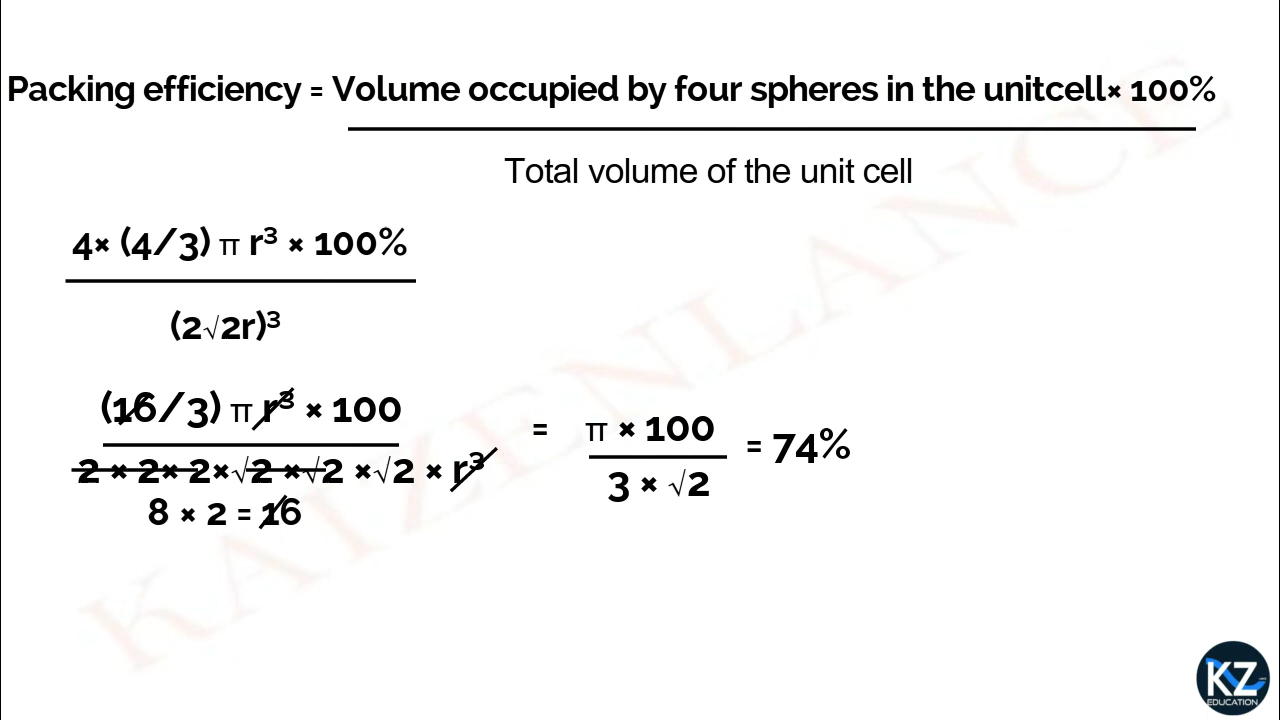 Packing efficiency = Volume occupied by four spheres in the unitcell× 100%
Total volume of the unit cell
4× (4/3) π r³ × 100%
(2√2r)³
(16/3) π r³ × 100
2 × 2× 2×√2 ×√2 ×√2 × r³
8 × 2 = 16
= π × 100
3 × √2
= 74%
KAIZENLANCE
KZ
EDUCATION